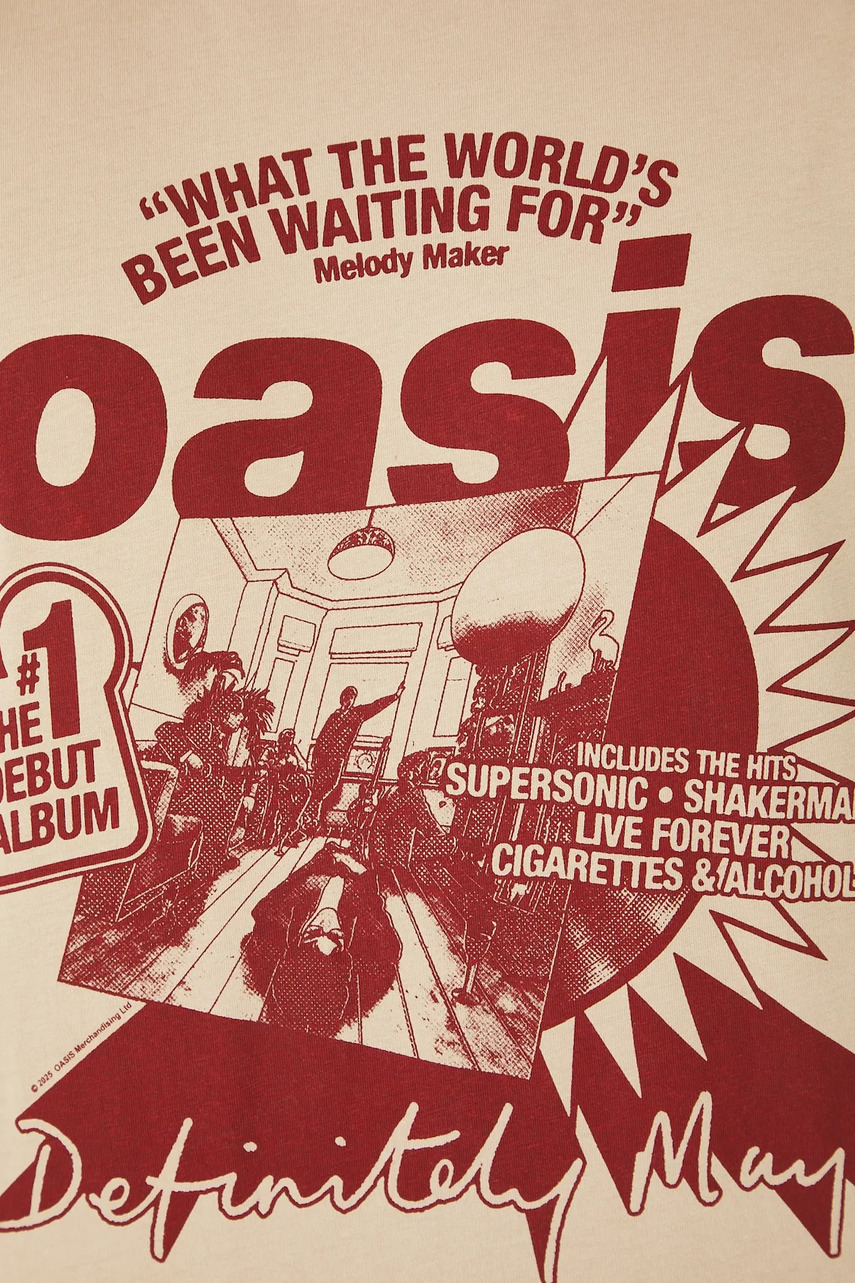 “WHAT THE WORLD’S
BEEN WAITING FOR”
Melody Maker
oasis
#1
HE
DEBUT
ALBUM
INCLUDES THE HITS
SUPERSONIC • SHAKERMA
LIVE FOREVER
CIGARETTES & ALCOHOL
© 2025 OASIS Merchandising Ltd
Definitely May